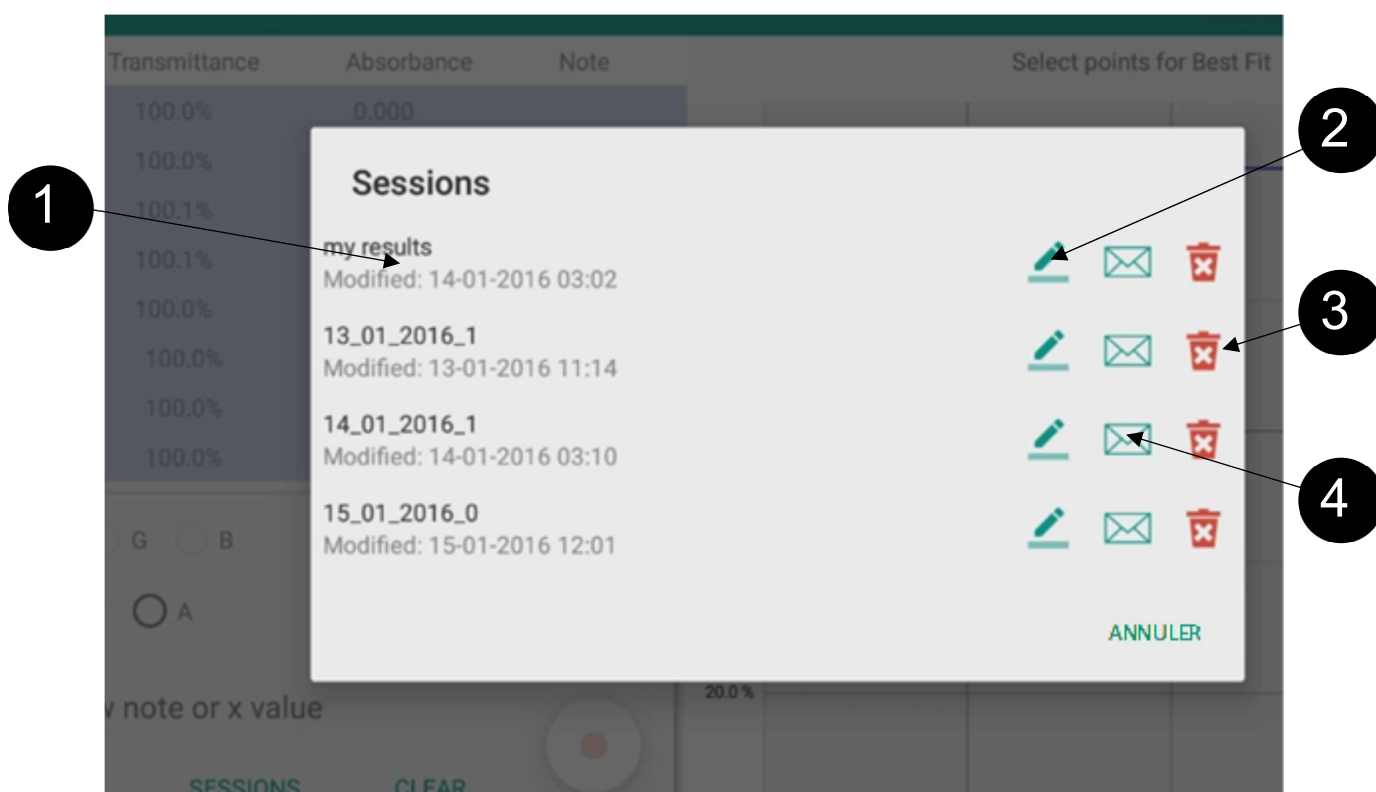 Transmittance Absorbance Note Select points for Best Fit
100.0% 0.000
100.0%
100.1%
100.1%
100.0%
100.0%
100.0%
100.0%
Sessions
my results
Modified: 14-01-2016 03:02
13_01_2016_1
Modified: 13-01-2016 11:14
14_01_2016_1
Modified: 14-01-2016 03:10
15_01_2016_0
Modified: 15-01-2016 12:01
ANNULER
G B
A
20.0 %
note or x value
SESSIONS CLEAR
1
2
3
4